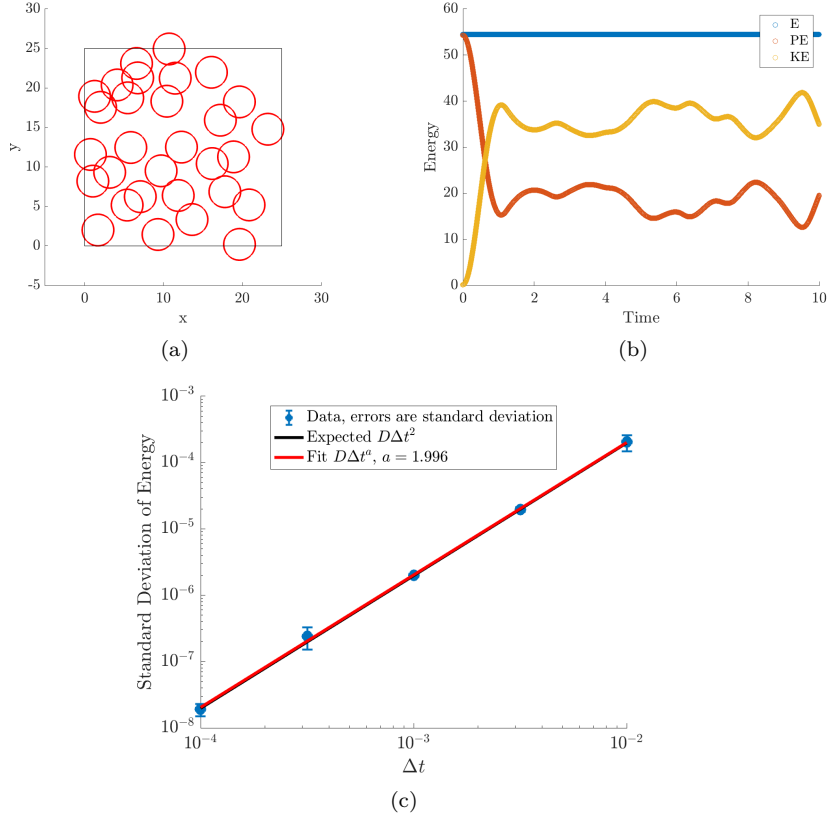 35
30
25
20
15
10
5
0
-5
y
0
10
20
30
x
(a)
60
50
40
30
20
10
0
Energy
E
PE
KE
0
2
4
6
8
10
Time
(b)
10^{-3}
10^{-4}
10^{-5}
10^{-6}
10^{-7}
10^{-8}
Standard Deviation of Energy
Data, errors are standard deviation
Expected DΔt^2
Fit DΔt^a, a = 1.996
10^{-4}
10^{-3}
10^{-2}
Δt
(c)